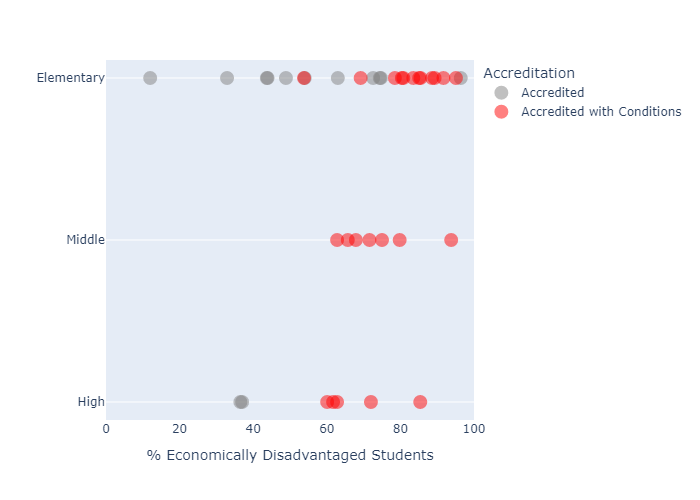 Accreditation
Elementary
Accredited
Accredited with Conditions
Middle
High
0 20 40 60 80 100
% Economically Disadvantaged Students